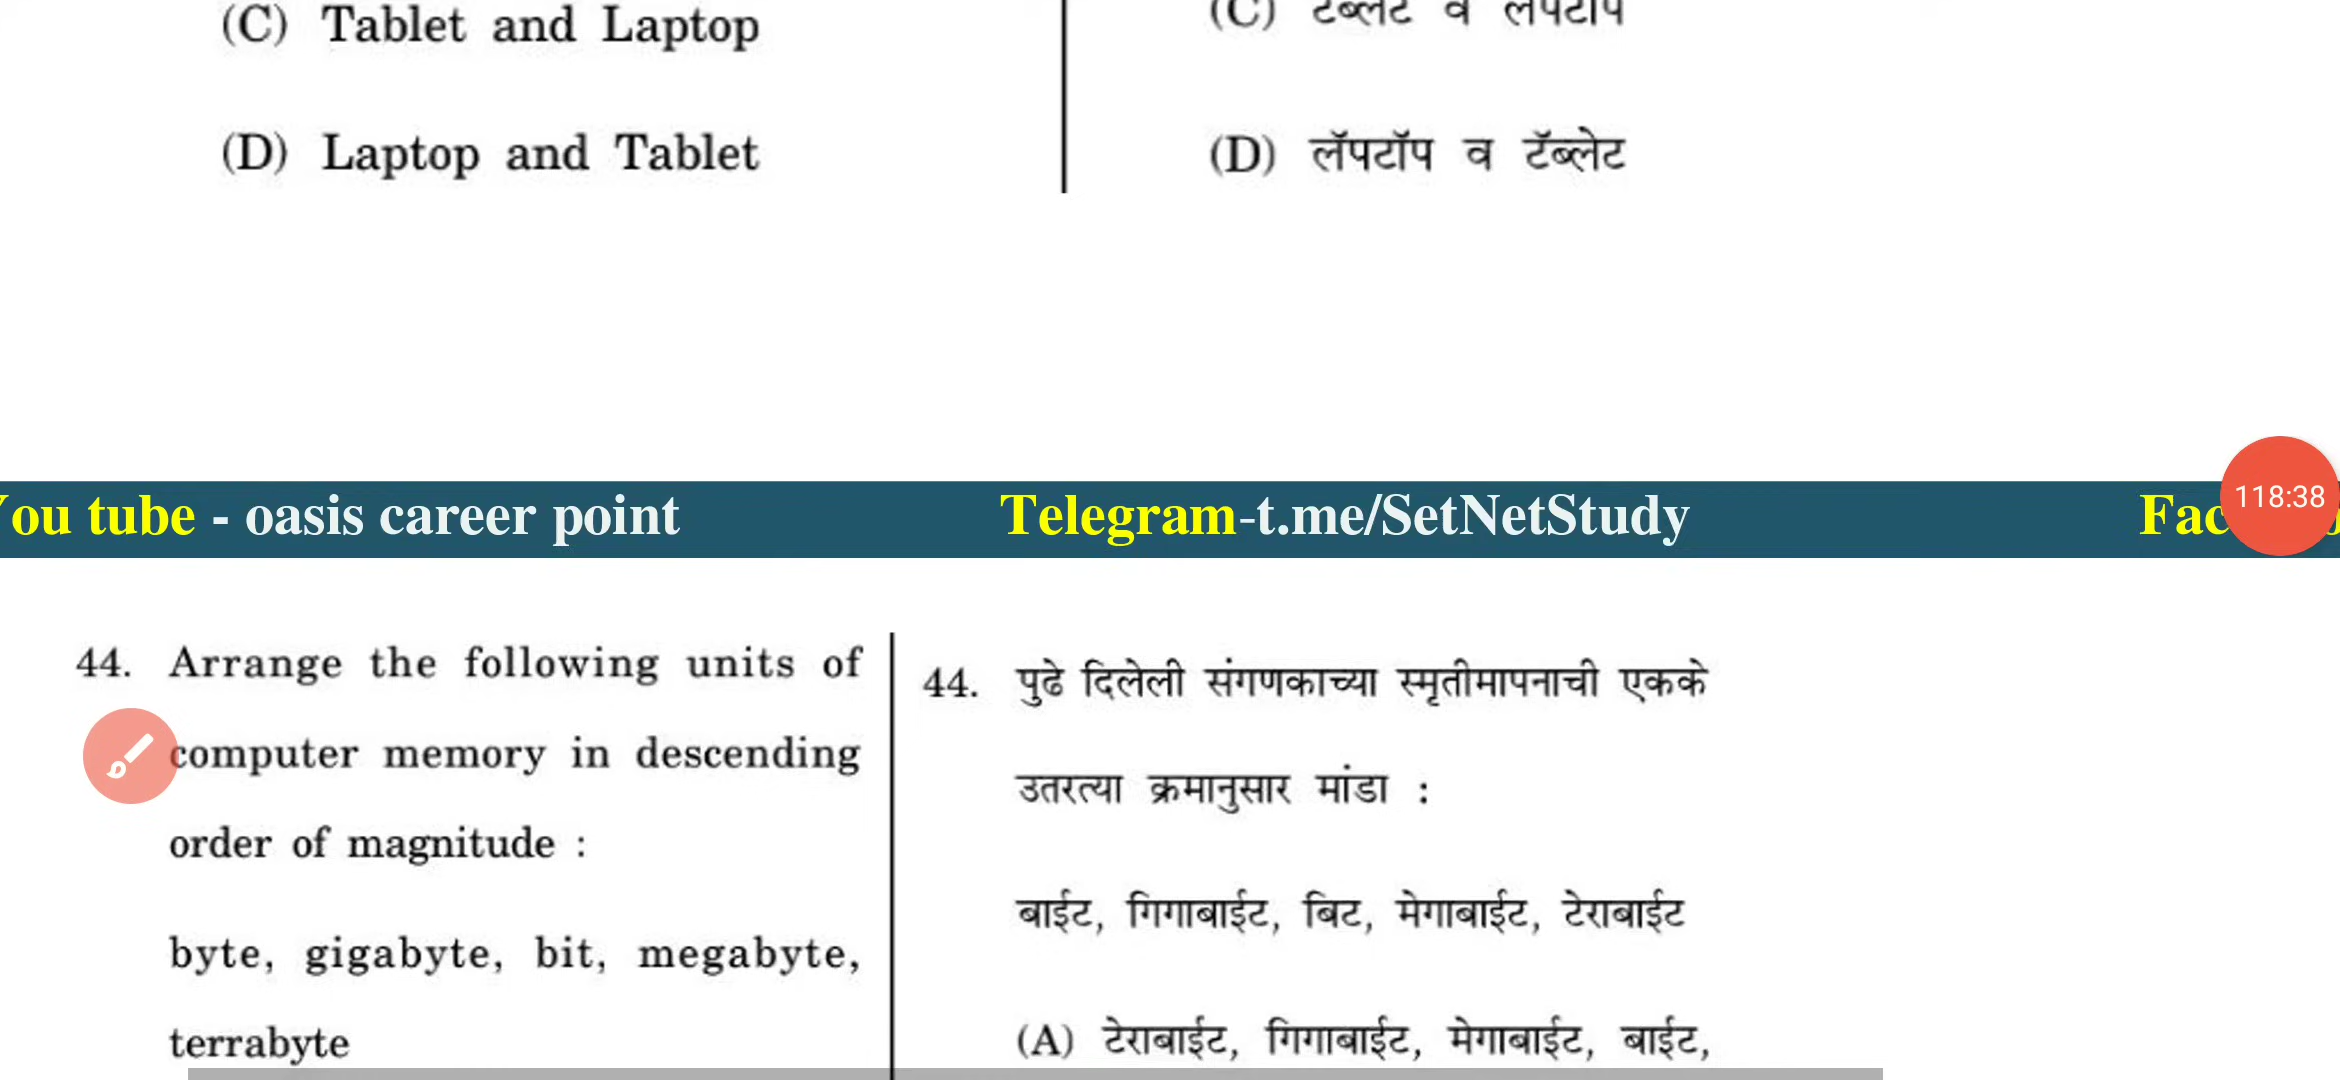 (C) Tablet and Laptop
(D) Laptop and Tablet
(C) टॅब्लेट व लॅपटॉप
(D) लॅपटॉप व टॅब्लेट
You tube - oasis career point Telegram-t.me/SetNetStudy
118:38
44. Arrange the following units of
computer memory in descending
order of magnitude :
byte, gigabyte, bit, megabyte,
terrabyte
44. पुढे दिलेली संगणकाच्या स्मृतीमापनाची एकके
उतरत्या क्रमानुसार मांडा :
बाईट, गिगाबाईट, बिट, मेगाबाईट, टेराबाईट
(A) टेराबाईट, गिगाबाईट, मेगाबाईट, बाईट,